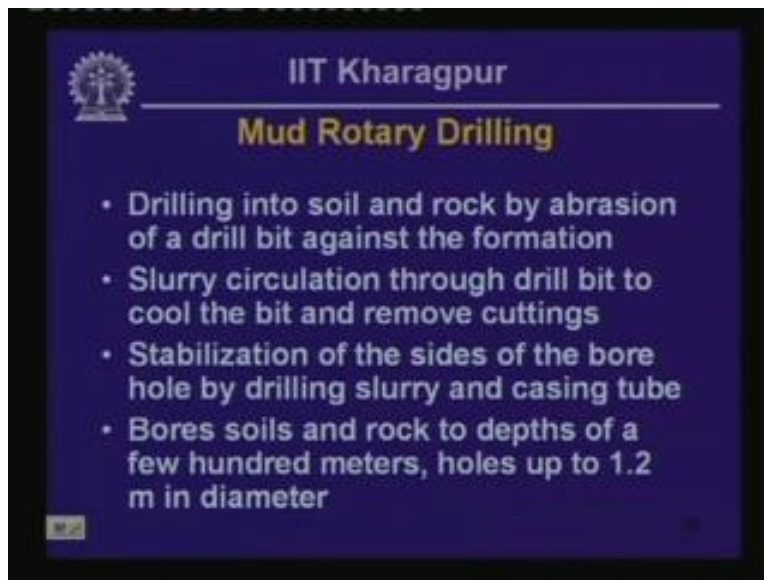 IIT Kharagpur
Mud Rotary Drilling
• Drilling into soil and rock by abrasion
of a drill bit against the formation
• Slurry circulation through drill bit to
cool the bit and remove cuttings
• Stabilization of the sides of the bore
hole by drilling slurry and casing tube
• Bores soils and rock to depths of a
few hundred meters, holes up to 1.2
m in diameter